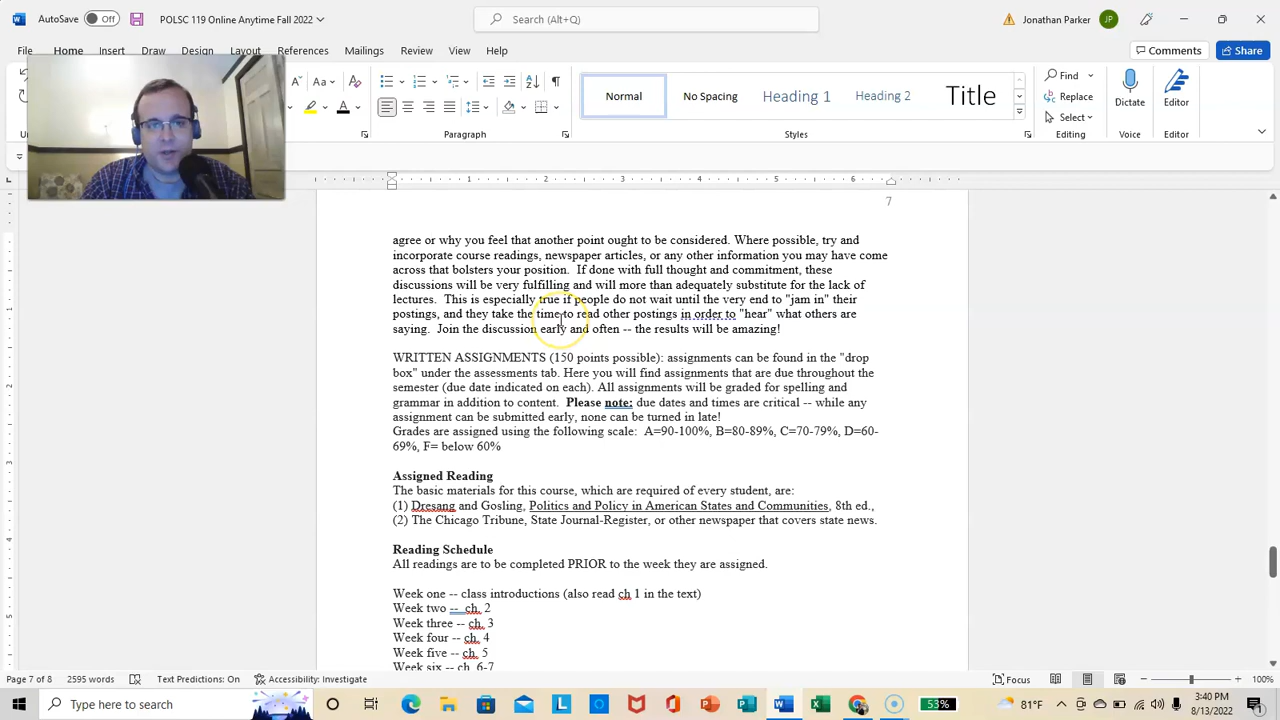 AutoSave Off POLSC 119 Online Anytime Fall 2022 Search (Alt+Q) Jonathan Parker JP
File Home Insert Draw Design Layout References Mailings Review View Help Comments Share
Aa A A
Normal No Spacing Heading 1 Heading 2 Title
Find
Replace
Select
Dictate Editor
Paragraph Styles Editing Voice Editor
1 2 3 4 5 6
7
agree or why you feel that another point ought to be considered. Where possible, try and
incorporate course readings, newspaper articles, or any other information you may have come
across that bolsters your position. If done with full thought and commitment, these
discussions will be very fulfilling and will more than adequately substitute for the lack of
lectures. This is especially true if people do not wait until the very end to "jam in" their
postings, and they take the time to read other postings in order to "hear" what others are
saying. Join the discussion early and often -- the results will be amazing!
WRITTEN ASSIGNMENTS (150 points possible): assignments can be found in the "drop
box" under the assessments tab. Here you will find assignments that are due throughout the
semester (due date indicated on each). All assignments will be graded for spelling and
grammar in addition to content. Please note: due dates and times are critical -- while any
assignment can be submitted early, none can be turned in late!
Grades are assigned using the following scale: A=90-100%, B=80-89%, C=70-79%, D=60-
69%, F= below 60%
Assigned Reading
The basic materials for this course, which are required of every student, are:
(1) Dresang and Gosling, Politics and Policy in American States and Communities, 8th ed.,
(2) The Chicago Tribune, State Journal-Register, or other newspaper that covers state news.
Reading Schedule
All readings are to be completed PRIOR to the week they are assigned.
Week one -- class introductions (also read ch 1 in the text)
Week two -- ch. 2
Week three -- ch. 3
Week four -- ch. 4
Week five -- ch. 5
Week six -- ch. 6-7
Page 7 of 8 2595 words Text Predictions: On Accessibility: Investigate Focus 100%
Type here to search 53% 81°F 3:40 PM
8/13/2022